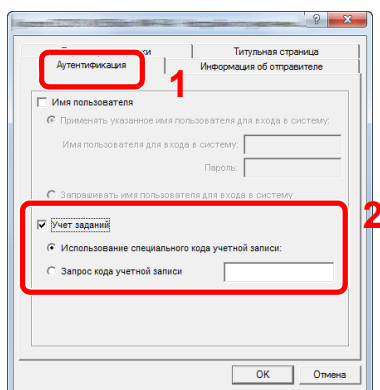 Титульная страница
Аутентификация
Информация об отправителе
1
Имя пользователя
Применять указанное имя пользователя для входа в систему:
Имя пользователя для входа в систему:
Пароль:
Запрашивать имя пользователя для входа в систему
2
Учет заданий
Использование специального кода учетной записи:
Запрос кода учетной записи
OK
Отмена